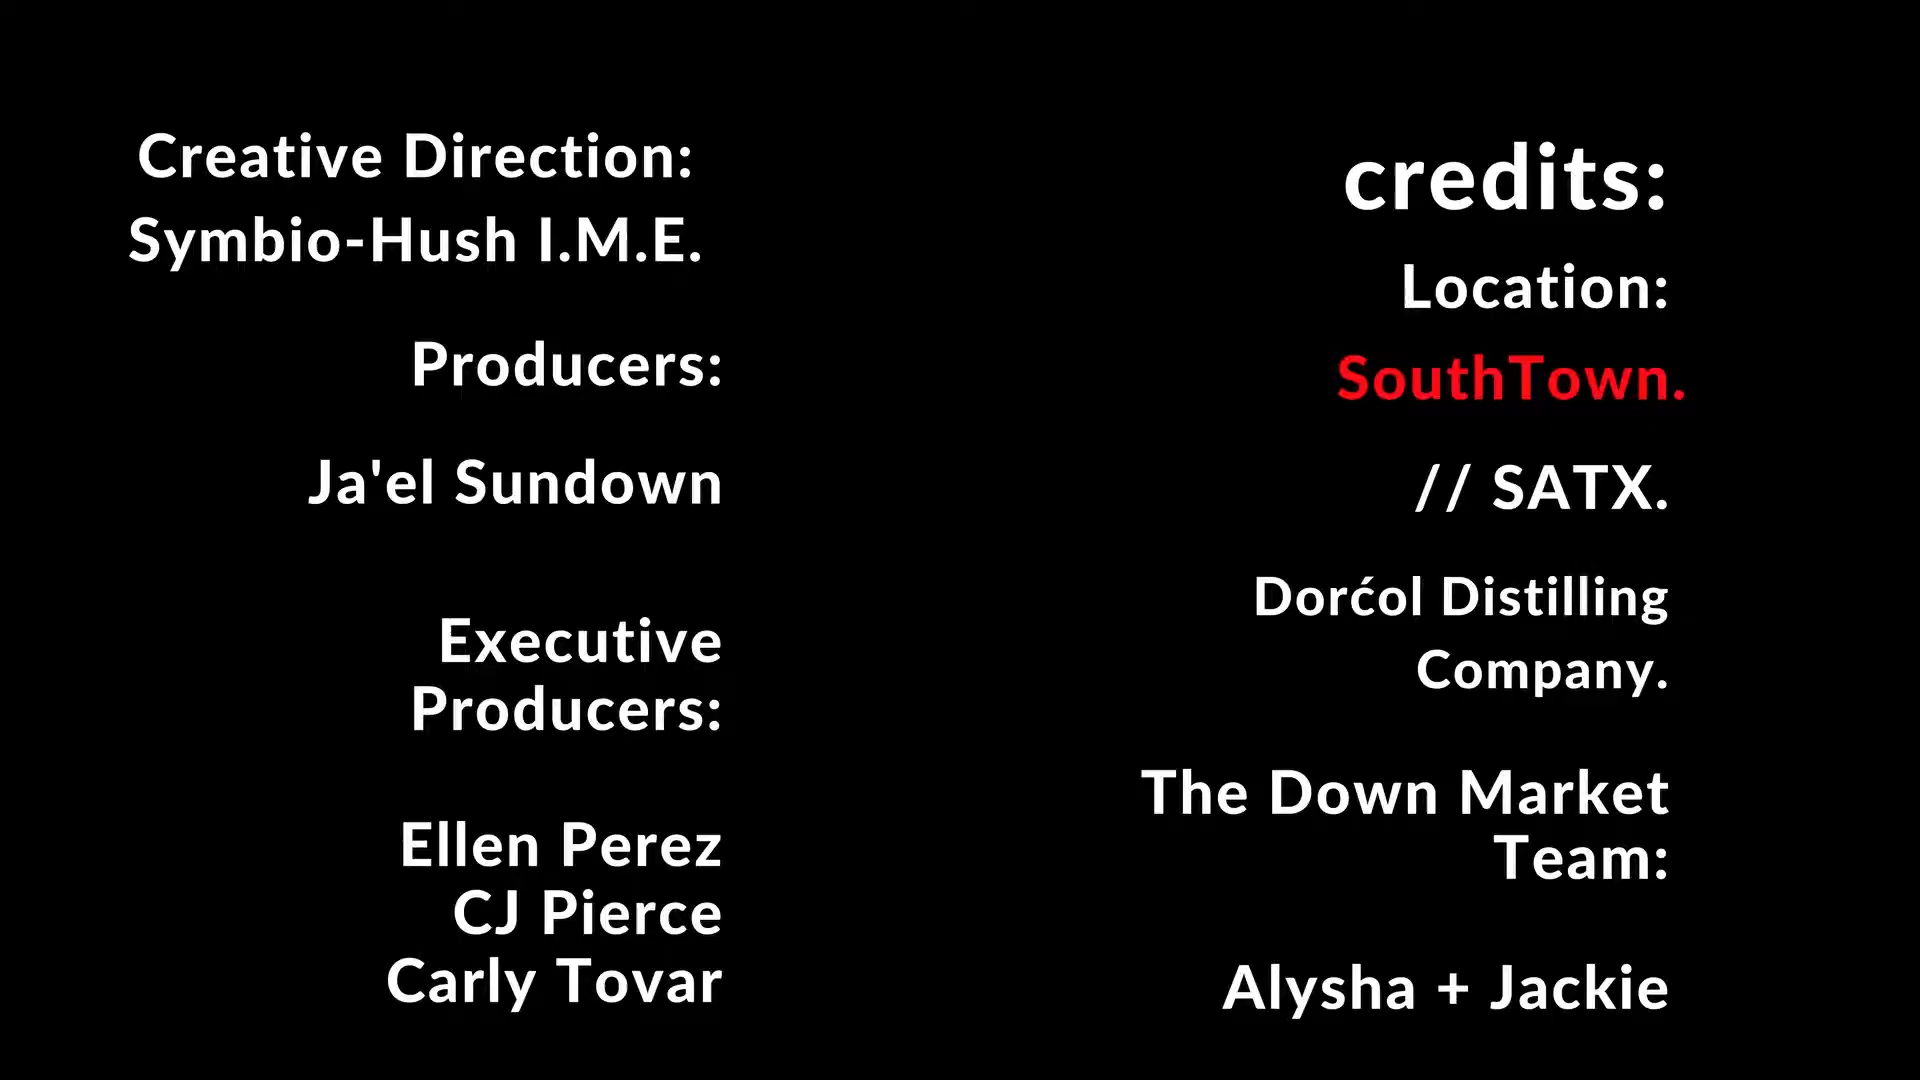 Creative Direction:
Symbio-Hush I.M.E.
Producers:
Ja'el Sundown
Executive
Producers:
Ellen Perez
CJ Pierce
Carly Tovar
credits:
Location:
SouthTown.
// SATX.
Dorćol Distilling
Company.
The Down Market
Team:
Alysha + Jackie